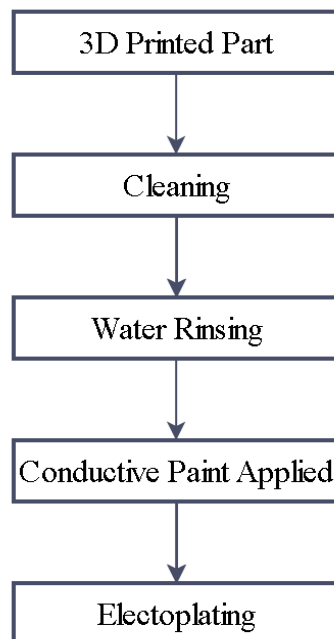 3D Printed Part
Cleaning
Water Rinsing
Conductive Paint Applied
Electoplating